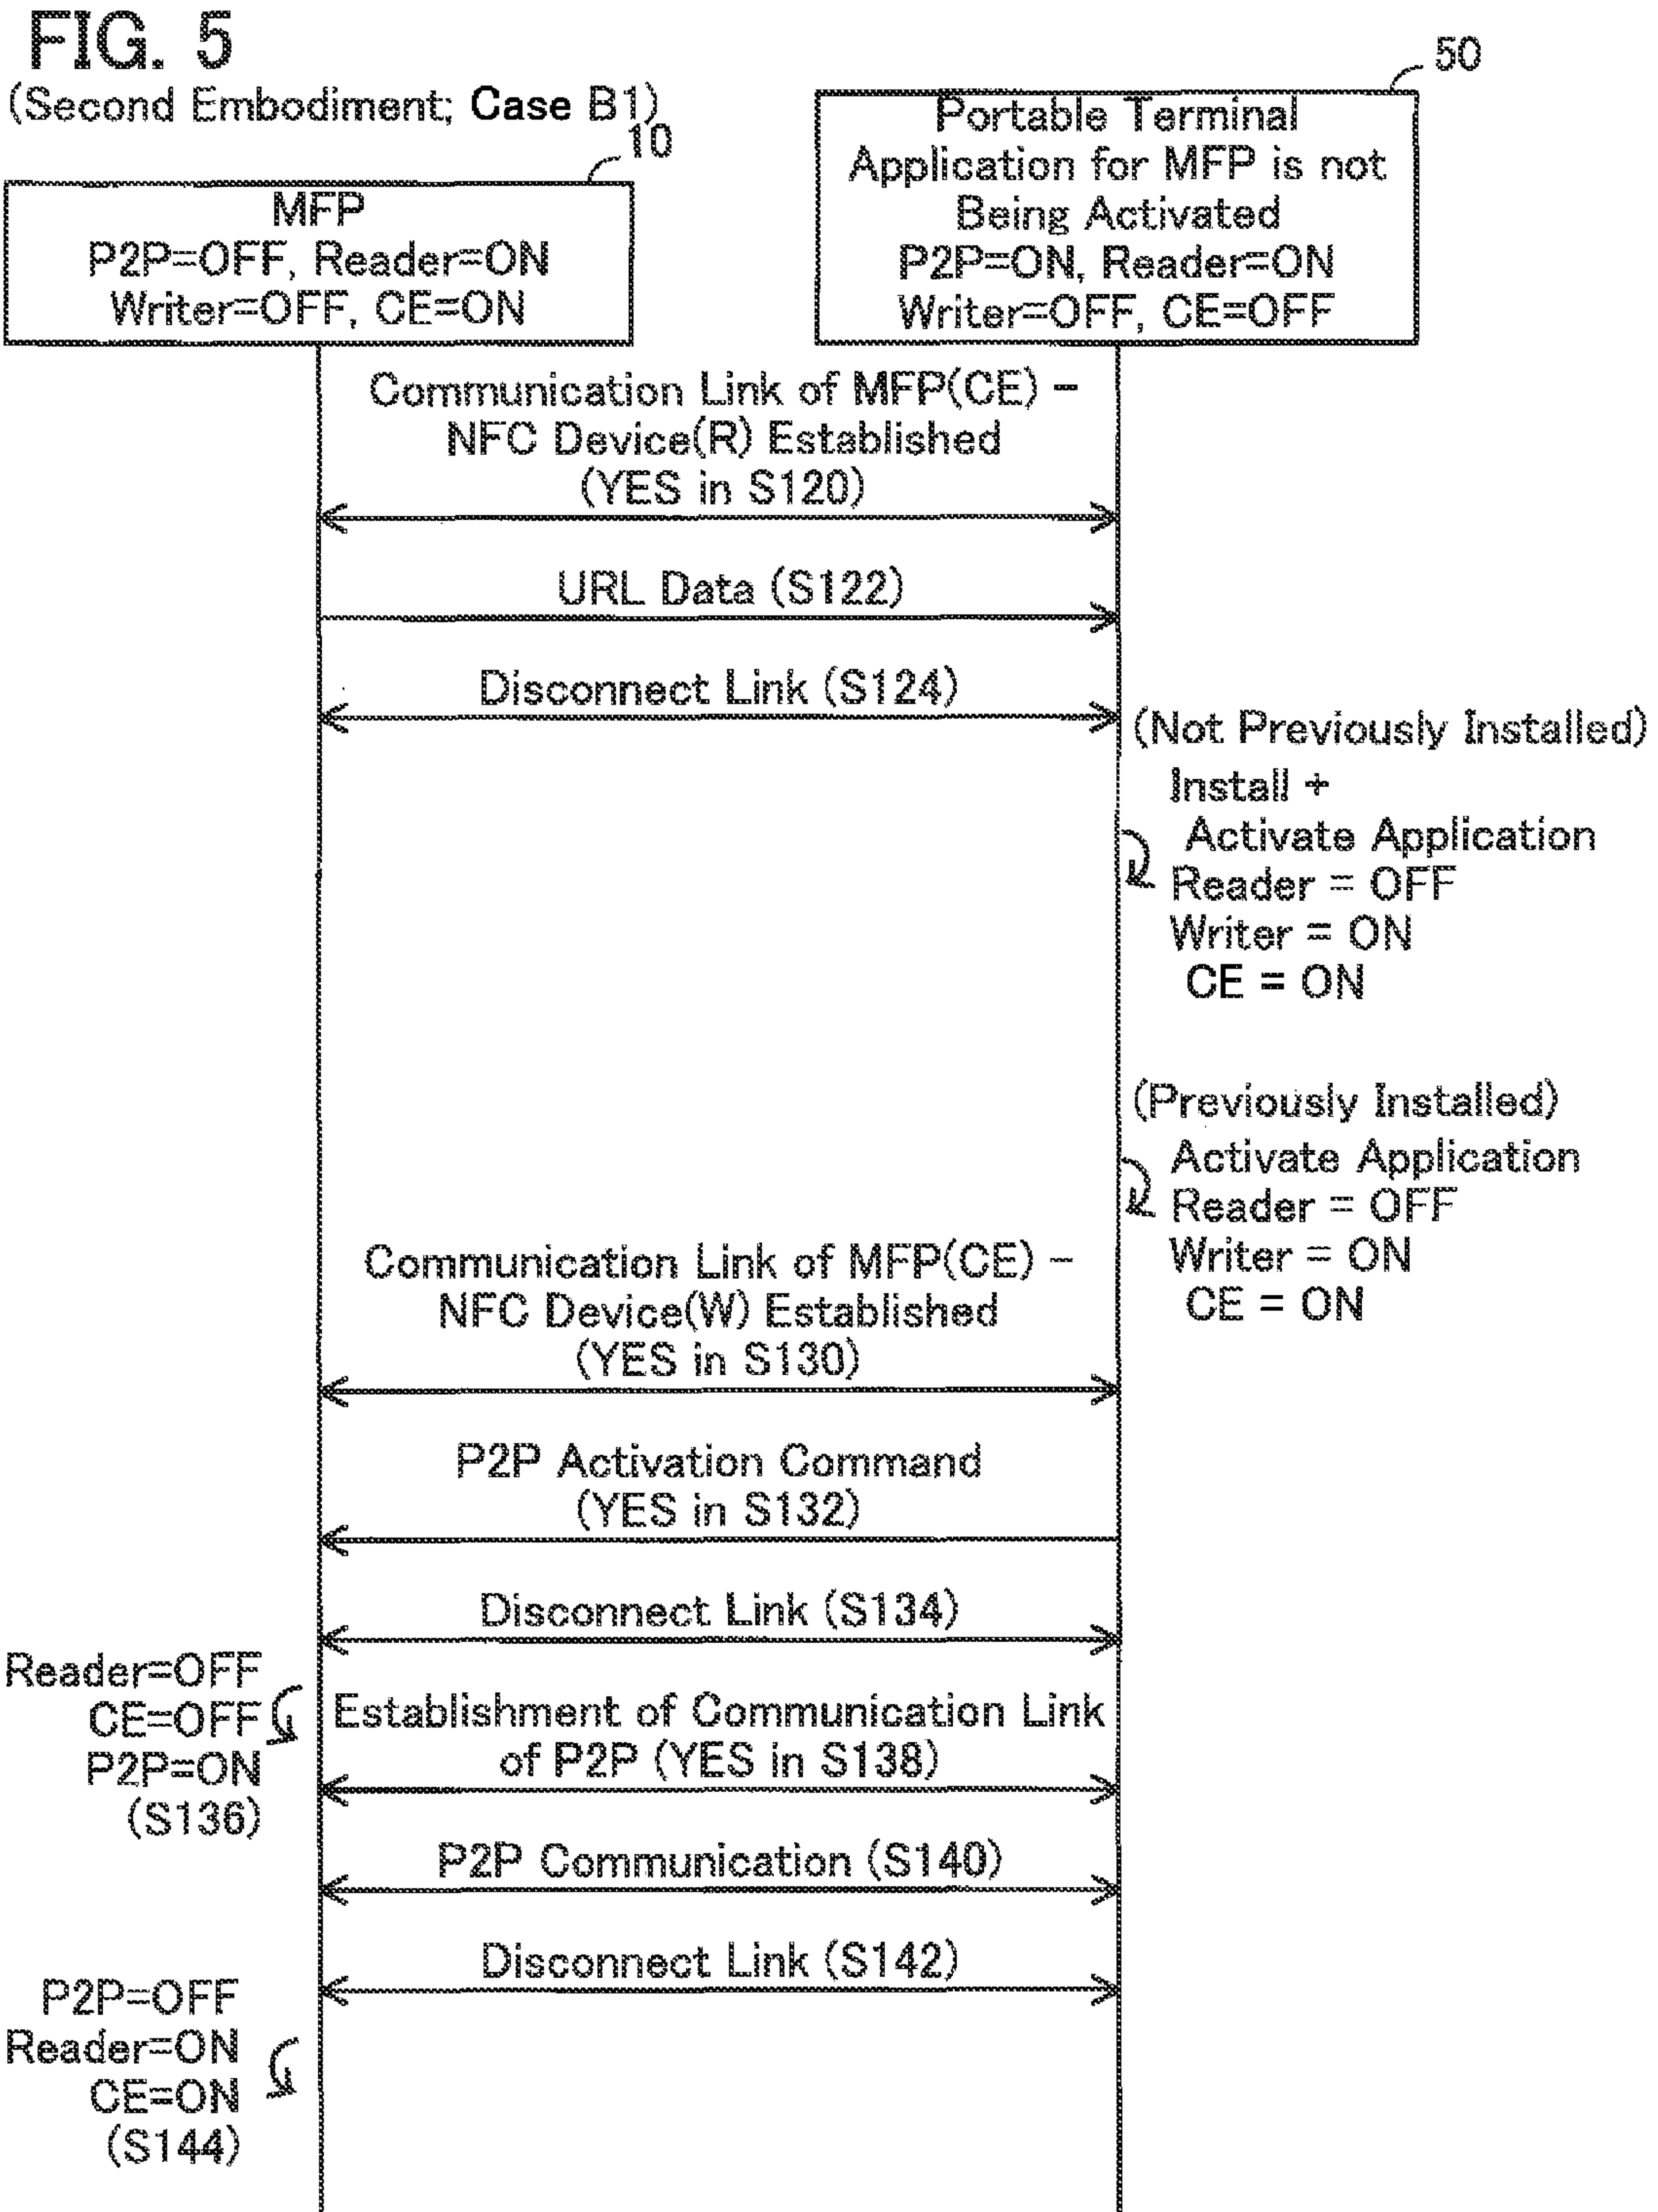 FIG. 5
(Second Embodiment; Case B1)
10
MFP
P2P=OFF, Reader=ON
Writer=OFF, CE=ON
50
Portable Terminal
Application for MFP is not
Being Activated
P2P=ON, Reader=ON
Writer=OFF, CE=OFF
Communication Link of MFP(CE) -
NFC Device(R) Established
(YES in S120)
URL Data (S122)
Disconnect Link (S124)
(Not Previously Installed)
Install +
Activate Application
Reader = OFF
Writer = ON
CE = ON
(Previously Installed)
Activate Application
Reader = OFF
Writer = ON
CE = ON
Communication Link of MFP(CE) -
NFC Device(W) Established
(YES in S130)
P2P Activation Command
(YES in S132)
Disconnect Link (S134)
Reader=OFF
CE=OFF
P2P=ON
(S136)
Establishment of Communication Link
of P2P (YES in S138)
P2P Communication (S140)
Disconnect Link (S142)
P2P=OFF
Reader=ON
CE=ON
(S144)